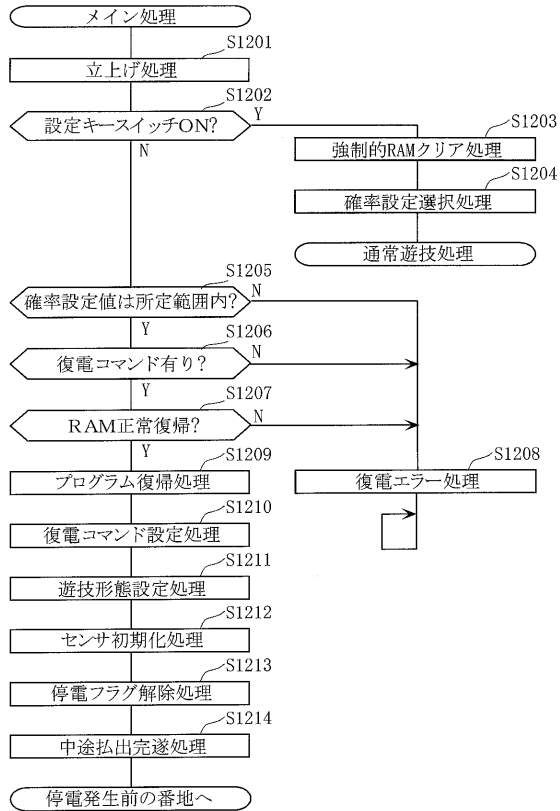 メイン処理
S1201
立上げ処理
S1202
設定キースイッチON?
Y
N
S1203
強制的RAMクリア処理
S1204
確率設定選択処理
通常遊技処理
S1205
確率設定値は所定範囲内?
N
Y
S1206
復電コマンド有り?
N
Y
S1207
RAM正常復帰?
N
Y
S1208
復電エラー処理
S1209
プログラム復帰処理
S1210
復電コマンド設定処理
S1211
遊技形態設定処理
S1212
センサ初期化処理
S1213
停電フラグ解除処理
S1214
中途払出完遂処理
停電発生前の番地へ